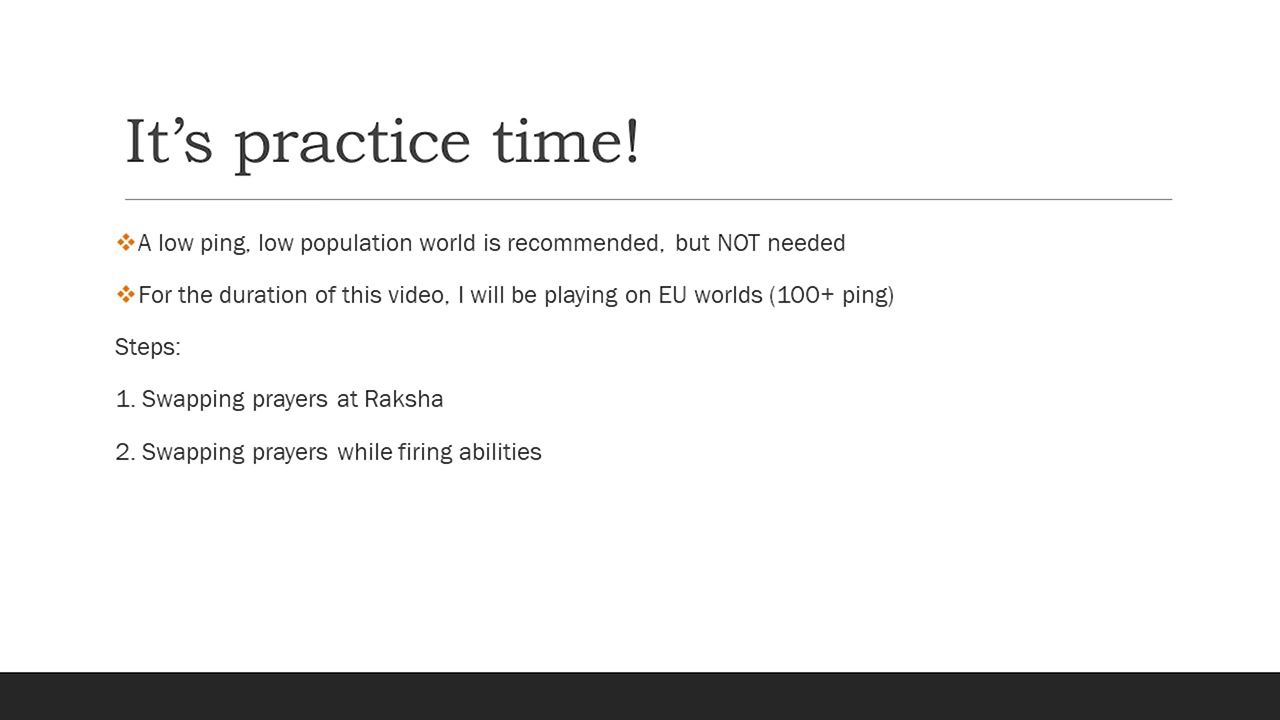 It’s practice time!
A low ping, low population world is recommended, but NOT needed
For the duration of this video, I will be playing on EU worlds (100+ ping)
Steps:
1. Swapping prayers at Raksha
2. Swapping prayers while firing abilities